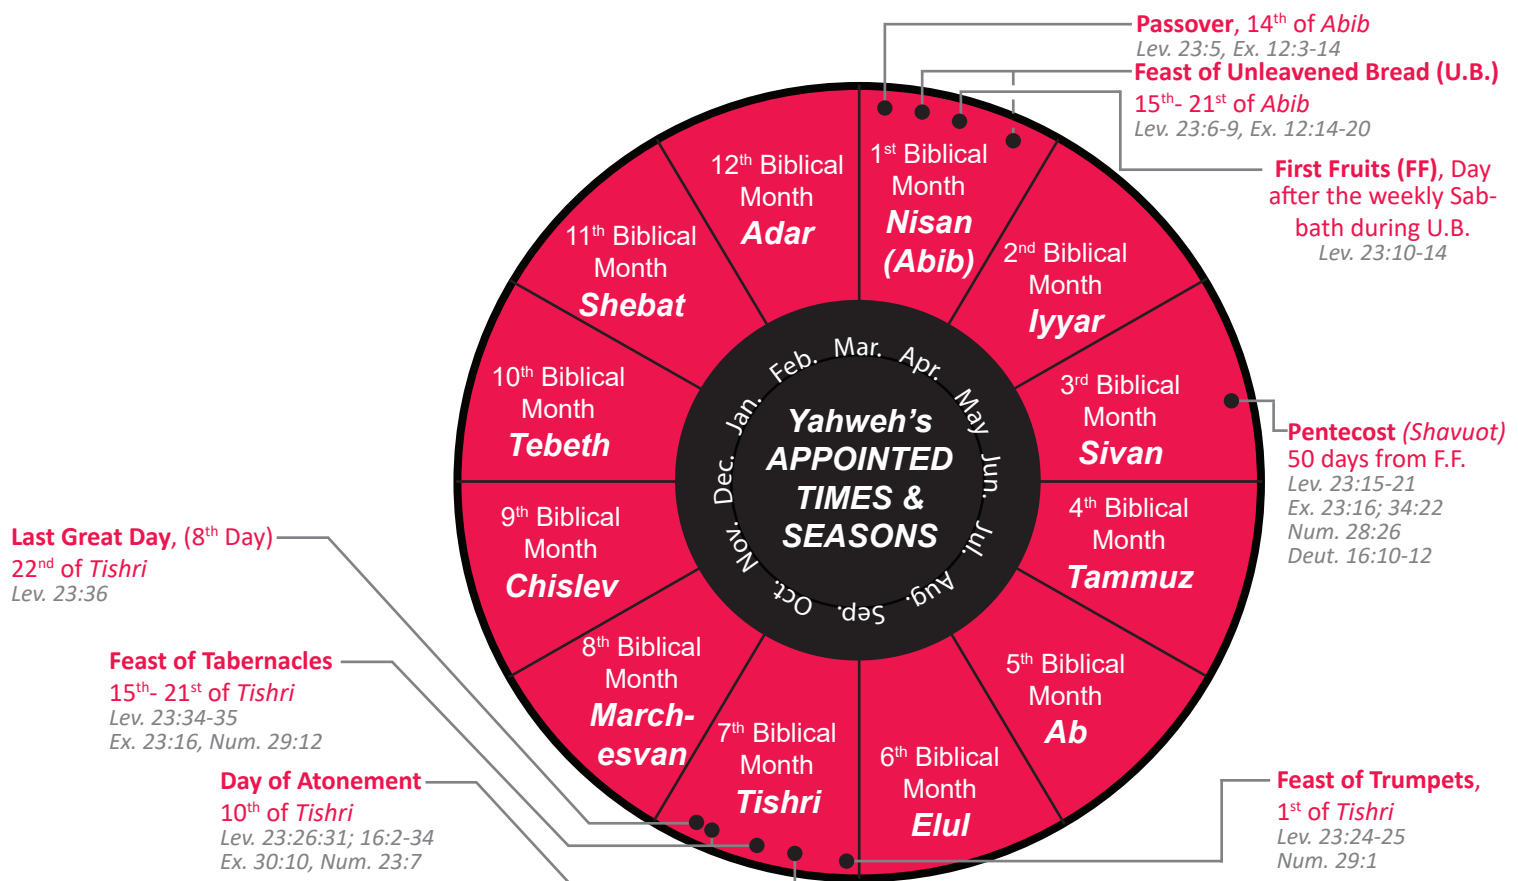 Passover, 14th of Abib
Lev. 23:5, Ex. 12:3-14
Feast of Unleavened Bread (U.B.)
15th- 21st of Abib
Lev. 23:6-9, Ex. 12:14-20
First Fruits (FF), Day
after the weekly Sab-
bath during U.B.
Lev. 23:10-14
1st Biblical
Month
Nisan
(Abib)
2nd Biblical
Month
Iyyar
3rd Biblical
Month
Sivan
Pentecost (Shavuot)
50 days from F.F.
Lev. 23:15-21
Ex. 23:16; 34:22
Num. 28:26
Deut. 16:10-12
4th Biblical
Month
Tammuz
5th Biblical
Month
Ab
6th Biblical
Month
Elul
Feast of Trumpets,
1st of Tishri
Lev. 23:24-25
Num. 29:1
7th Biblical
Month
Tishri
8th Biblical
Month
March-
esvan
9th Biblical
Month
Chislev
10th Biblical
Month
Tebeth
11th Biblical
Month
Shebat
12th Biblical
Month
Adar
Mar. Apr. May Jun. Jul. Aug. Sep. Oct. Nov. Dec. Jan. Feb.
Yahweh's
APPOINTED
TIMES &
SEASONS
Last Great Day, (8th Day)
22nd of Tishri
Lev. 23:36
Feast of Tabernacles
15th- 21st of Tishri
Lev. 23:34-35
Ex. 23:16, Num. 29:12
Day of Atonement
10th of Tishri
Lev. 23:26:31; 16:2-34
Ex. 30:10, Num. 23:7